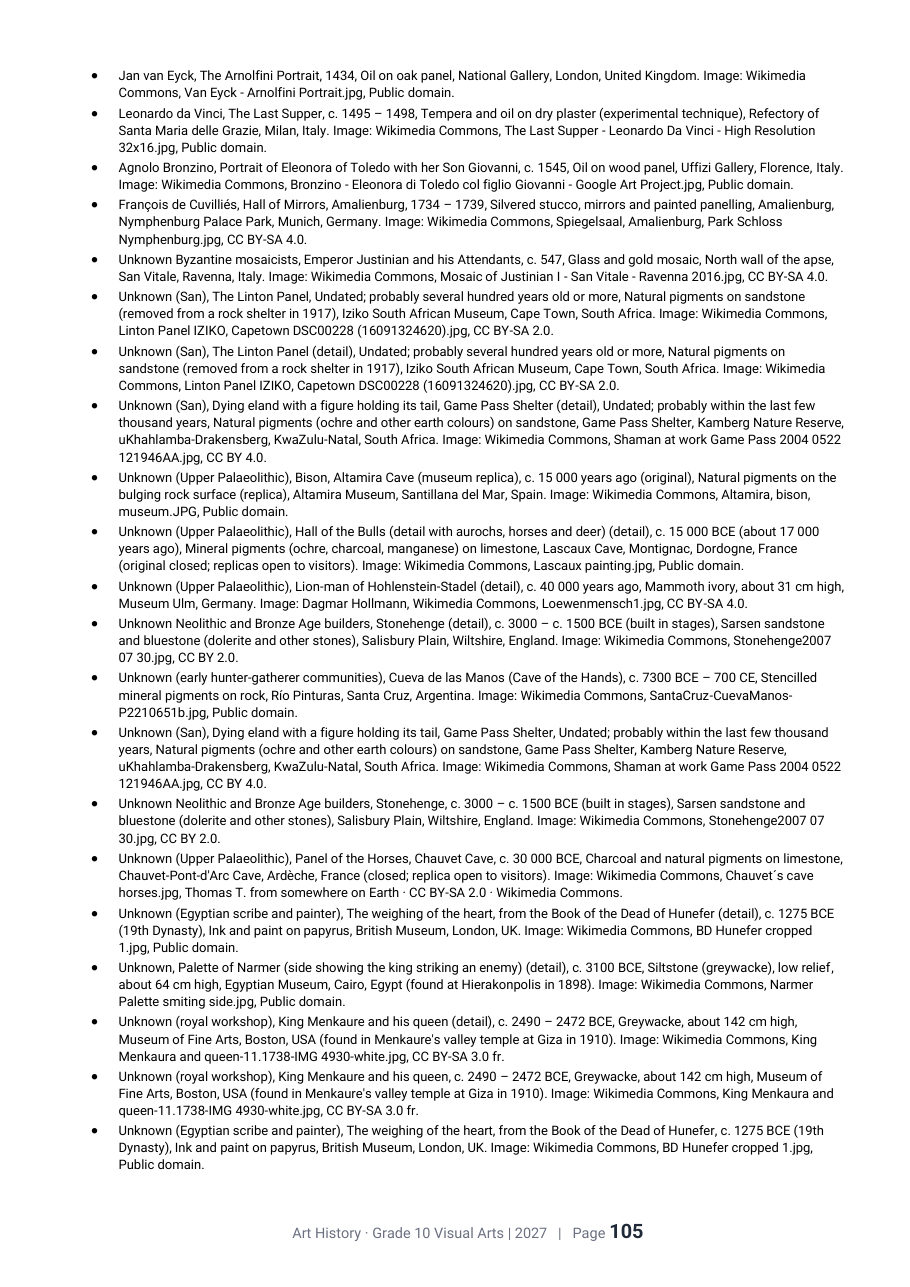 • Jan van Eyck, The Arnolfini Portrait, 1434, Oil on oak panel, National Gallery, London, United Kingdom. Image: Wikimedia
Commons, Van Eyck - Arnolfini Portrait.jpg, Public domain.
• Leonardo da Vinci, The Last Supper, c. 1495 – 1498, Tempera and oil on dry plaster (experimental technique), Refectory of
Santa Maria delle Grazie, Milan, Italy. Image: Wikimedia Commons, The Last Supper - Leonardo Da Vinci - High Resolution
32x16.jpg, Public domain.
• Agnolo Bronzino, Portrait of Eleonora of Toledo with her Son Giovanni, c. 1545, Oil on wood panel, Uffizi Gallery, Florence, Italy.
Image: Wikimedia Commons, Bronzino - Eleonora di Toledo col figlio Giovanni - Google Art Project.jpg, Public domain.
• François de Cuvilliés, Hall of Mirrors, Amalienburg, 1734 – 1739, Silvered stucco, mirrors and painted panelling, Amalienburg,
Nymphenburg Palace Park, Munich, Germany. Image: Wikimedia Commons, Spiegelsaal, Amalienburg, Park Schloss
Nymphenburg.jpg, CC BY-SA 4.0.
• Unknown Byzantine mosaicists, Emperor Justinian and his Attendants, c. 547, Glass and gold mosaic, North wall of the apse,
San Vitale, Ravenna, Italy. Image: Wikimedia Commons, Mosaic of Justinian I - San Vitale - Ravenna 2016.jpg, CC BY-SA 4.0.
• Unknown (San), The Linton Panel, Undated; probably several hundred years old or more, Natural pigments on sandstone
(removed from a rock shelter in 1917), Iziko South African Museum, Cape Town, South Africa. Image: Wikimedia Commons,
Linton Panel IZIKO, Capetown DSC00228 (16091324620).jpg, CC BY-SA 2.0.
• Unknown (San), The Linton Panel (detail), Undated; probably several hundred years old or more, Natural pigments on
sandstone (removed from a rock shelter in 1917), Iziko South African Museum, Cape Town, South Africa. Image: Wikimedia
Commons, Linton Panel IZIKO, Capetown DSC00228 (16091324620).jpg, CC BY-SA 2.0.
• Unknown (San), Dying eland with a figure holding its tail, Game Pass Shelter (detail), Undated; probably within the last few
thousand years, Natural pigments (ochre and other earth colours) on sandstone, Game Pass Shelter, Kamberg Nature Reserve,
uKhahlamba-Drakensberg, KwaZulu-Natal, South Africa. Image: Wikimedia Commons, Shaman at work Game Pass 2004 0522
121946AA.jpg, CC BY 4.0.
• Unknown (Upper Palaeolithic), Bison, Altamira Cave (museum replica), c. 15 000 years ago (original), Natural pigments on the
bulging rock surface (replica), Altamira Museum, Santillana del Mar, Spain. Image: Wikimedia Commons, Altamira, bison,
museum.JPG, Public domain.
• Unknown (Upper Palaeolithic), Hall of the Bulls (detail with aurochs, horses and deer) (detail), c. 15 000 BCE (about 17 000
years ago), Mineral pigments (ochre, charcoal, manganese) on limestone, Lascaux Cave, Montignac, Dordogne, France
(original closed; replicas open to visitors). Image: Wikimedia Commons, Lascaux painting.jpg, Public domain.
• Unknown (Upper Palaeolithic), Lion-man of Hohlenstein-Stadel (detail), c. 40 000 years ago, Mammoth ivory, about 31 cm high,
Museum Ulm, Germany. Image: Dagmar Hollmann, Wikimedia Commons, Loewenmensch1.jpg, CC BY-SA 4.0.
• Unknown Neolithic and Bronze Age builders, Stonehenge (detail), c. 3000 – c. 1500 BCE (built in stages), Sarsen sandstone
and bluestone (dolerite and other stones), Salisbury Plain, Wiltshire, England. Image: Wikimedia Commons, Stonehenge2007
07 30.jpg, CC BY 2.0.
• Unknown (early hunter-gatherer communities), Cueva de las Manos (Cave of the Hands), c. 7300 BCE – 700 CE, Stencilled
mineral pigments on rock, Río Pinturas, Santa Cruz, Argentina. Image: Wikimedia Commons, SantaCruz-CuevaManos-
P2210651b.jpg, Public domain.
• Unknown (San), Dying eland with a figure holding its tail, Game Pass Shelter, Undated; probably within the last few thousand
years, Natural pigments (ochre and other earth colours) on sandstone, Game Pass Shelter, Kamberg Nature Reserve,
uKhahlamba-Drakensberg, KwaZulu-Natal, South Africa. Image: Wikimedia Commons, Shaman at work Game Pass 2004 0522
121946AA.jpg, CC BY 4.0.
• Unknown Neolithic and Bronze Age builders, Stonehenge, c. 3000 – c. 1500 BCE (built in stages), Sarsen sandstone and
bluestone (dolerite and other stones), Salisbury Plain, Wiltshire, England. Image: Wikimedia Commons, Stonehenge2007 07
30.jpg, CC BY 2.0.
• Unknown (Upper Palaeolithic), Panel of the Horses, Chauvet Cave, c. 30 000 BCE, Charcoal and natural pigments on limestone,
Chauvet-Pont-d'Arc Cave, Ardèche, France (closed; replica open to visitors). Image: Wikimedia Commons, Chauvet´s cave
horses.jpg, Thomas T. from somewhere on Earth · CC BY-SA 2.0 · Wikimedia Commons.
• Unknown (Egyptian scribe and painter), The weighing of the heart, from the Book of the Dead of Hunefer (detail), c. 1275 BCE
(19th Dynasty), Ink and paint on papyrus, British Museum, London, UK. Image: Wikimedia Commons, BD Hunefer cropped
1.jpg, Public domain.
• Unknown, Palette of Narmer (side showing the king striking an enemy) (detail), c. 3100 BCE, Siltstone (greywacke), low relief,
about 64 cm high, Egyptian Museum, Cairo, Egypt (found at Hierakonpolis in 1898). Image: Wikimedia Commons, Narmer
Palette smiting side.jpg, Public domain.
• Unknown (royal workshop), King Menkaure and his queen (detail), c. 2490 – 2472 BCE, Greywacke, about 142 cm high,
Museum of Fine Arts, Boston, USA (found in Menkaure's valley temple at Giza in 1910). Image: Wikimedia Commons, King
Menkaura and queen-11.1738-IMG 4930-white.jpg, CC BY-SA 3.0 fr.
• Unknown (royal workshop), King Menkaure and his queen, c. 2490 – 2472 BCE, Greywacke, about 142 cm high, Museum of
Fine Arts, Boston, USA (found in Menkaure's valley temple at Giza in 1910). Image: Wikimedia Commons, King Menkaura and
queen-11.1738-IMG 4930-white.jpg, CC BY-SA 3.0 fr.
• Unknown (Egyptian scribe and painter), The weighing of the heart, from the Book of the Dead of Hunefer, c. 1275 BCE (19th
Dynasty), Ink and paint on papyrus, British Museum, London, UK. Image: Wikimedia Commons, BD Hunefer cropped 1.jpg,
Public domain.
Art History · Grade 10 Visual Arts | 2027 | Page 105